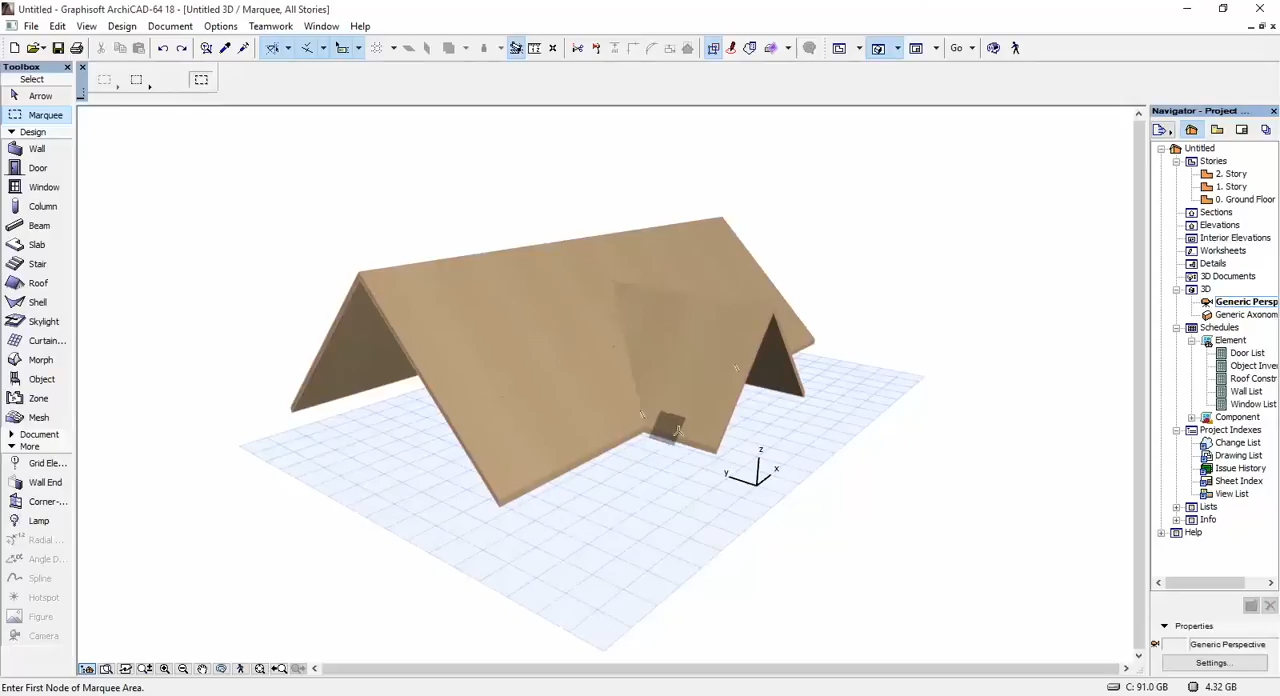 Untitled - Graphisoft ArchiCAD-64 18 - [Untitled 3D / Marquee, All Stories]
File Edit View Design Document Options Teamwork Window Help
Go
Toolbox
Select
Arrow
Marquee
Design
Wall
Door
Window
Column
Beam
Slab
Stair
Roof
Shell
Skylight
Curtain...
Morph
Object
Zone
Mesh
Document
More
Grid Ele...
Wall End
Corner-...
Lamp
Radial ...
Angle D...
Spline
Hotspot
Figure
Camera
z
y
x
Navigator - Project ...
Untitled
Stories
2. Story
1. Story
0. Ground Floor
Sections
Elevations
Interior Elevations
Worksheets
Details
3D Documents
3D
Generic Persp
Generic Axonom
Schedules
Element
Door List
Object Inve
Roof Constr
Wall List
Window List
Component
Project Indexes
Change List
Drawing List
Issue History
Sheet Index
View List
Lists
Info
Help
Properties
Generic Perspective
Settings...
Enter First Node of Marquee Area.
C: 91.0 GB
4.32 GB